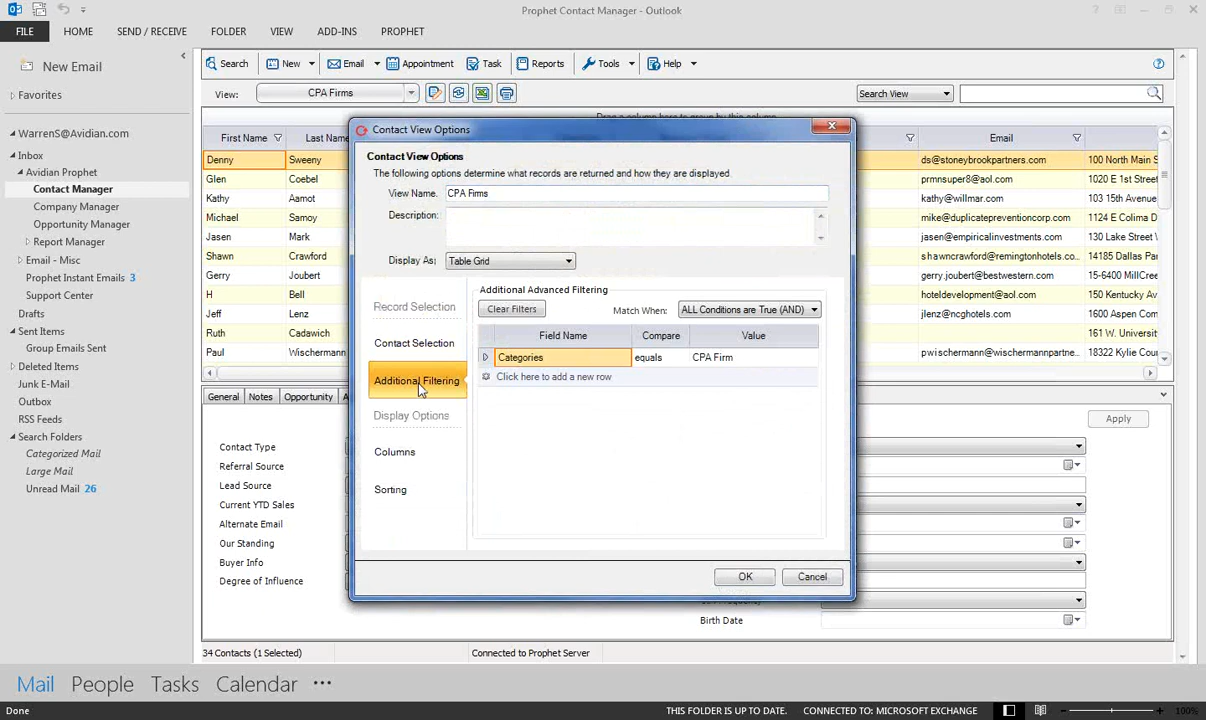 Prophet Contact Manager - Outlook
FILE HOME SEND / RECEIVE FOLDER VIEW ADD-INS PROPHET
New Email
Favorites
WarrenS@Avidian.com
Inbox
Avidian Prophet
Contact Manager
Company Manager
Opportunity Manager
Report Manager
Email - Misc
Prophet Instant Emails 3
Support Center
Drafts
Sent Items
Group Emails Sent
Deleted Items
Junk E-Mail
Outbox
RSS Feeds
Search Folders
Categorized Mail
Large Mail
Unread Mail 26
Search New Email Appointment Task Reports Tools Help
View: CPA Firms Search View
First Name Last Name Email
Denny Sweeny ds@stoneybrookpartners.com 100 North Main S
Glen Coebel prmnsuper8@aol.com 1020 E 1st Street
Kathy Aamot kathy@willmar.com 103 15th Avenue
Michael Samoy mike@duplicatepreventioncorp.com 1124 E Colima D
Jasen Mark jasen@empiricalinvestments.com 130 Lake Street
Shawn Crawford shawncrawford@remingtonhotels.com 14185 Dallas Par
Gerry Joubert gerry.joubert@bestwestern.com 15-6400 MillCree
H Bell hoteldevelopment@aol.com 150 Kentucky Av
Jeff Lenz jlenz@ncghotels.com 104 First Street
Ruth Cadawich 161 W. Universit
Paul Wischermann pwischermann@wischermannpartne... 18322 Kylie Cou
General Notes Opportunity
Apply
Contact Type
Referral Source
Lead Source
Current YTD Sales
Alternate Email
Our Standing
Buyer Info
Degree of Influence
Birth Date
34 Contacts (1 Selected) Connected to Prophet Server
Contact View Options
Contact View Options
The following options determine what records are returned and how they are displayed
View Name. CPA Firms
Description:
Display As: Table Grid
Record Selection
Contact Selection
Additional Filtering
Display Options
Columns
Sorting
Additional Advanced Filtering
Clear Filters Match When: ALL Conditions are True (AND)
Field Name Compare Value
Categories equals CPA Firm
Click here to add a new row
OK Cancel
Mail People Tasks Calendar •••
Done THIS FOLDER IS UP TO DATE. CONNECTED TO: MICROSOFT EXCHANGE 100%